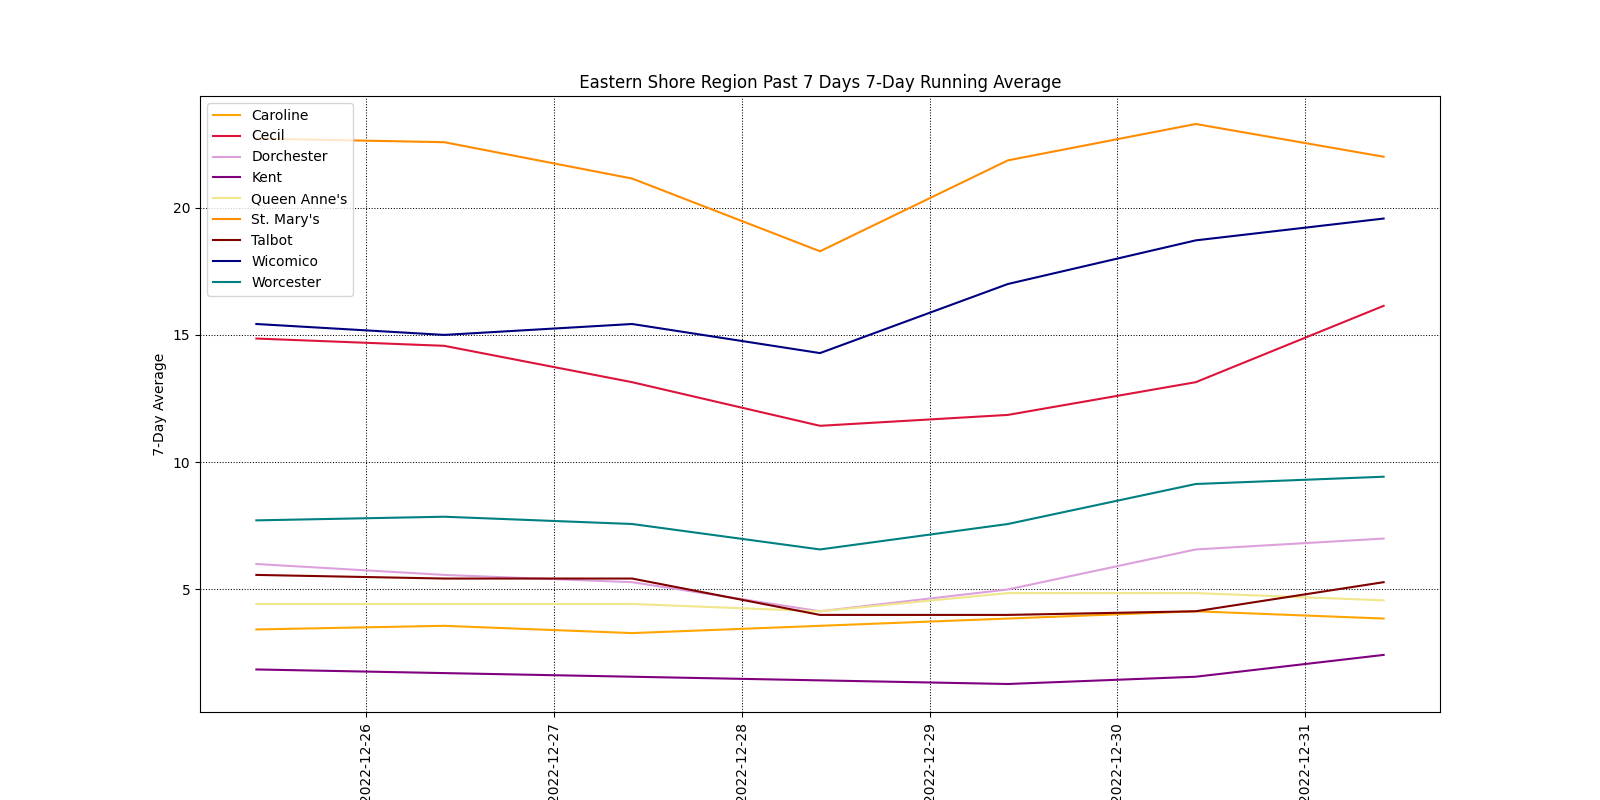 Eastern Shore Region Past 7 Days 7-Day Running Average
Caroline
Cecil
Dorchester
Kent
Queen Anne's
St. Mary's
Talbot
Wicomico
Worcester
20
15
10
5
7-Day Average
2022-12-26
2022-12-27
2022-12-28
2022-12-29
2022-12-30
2022-12-31